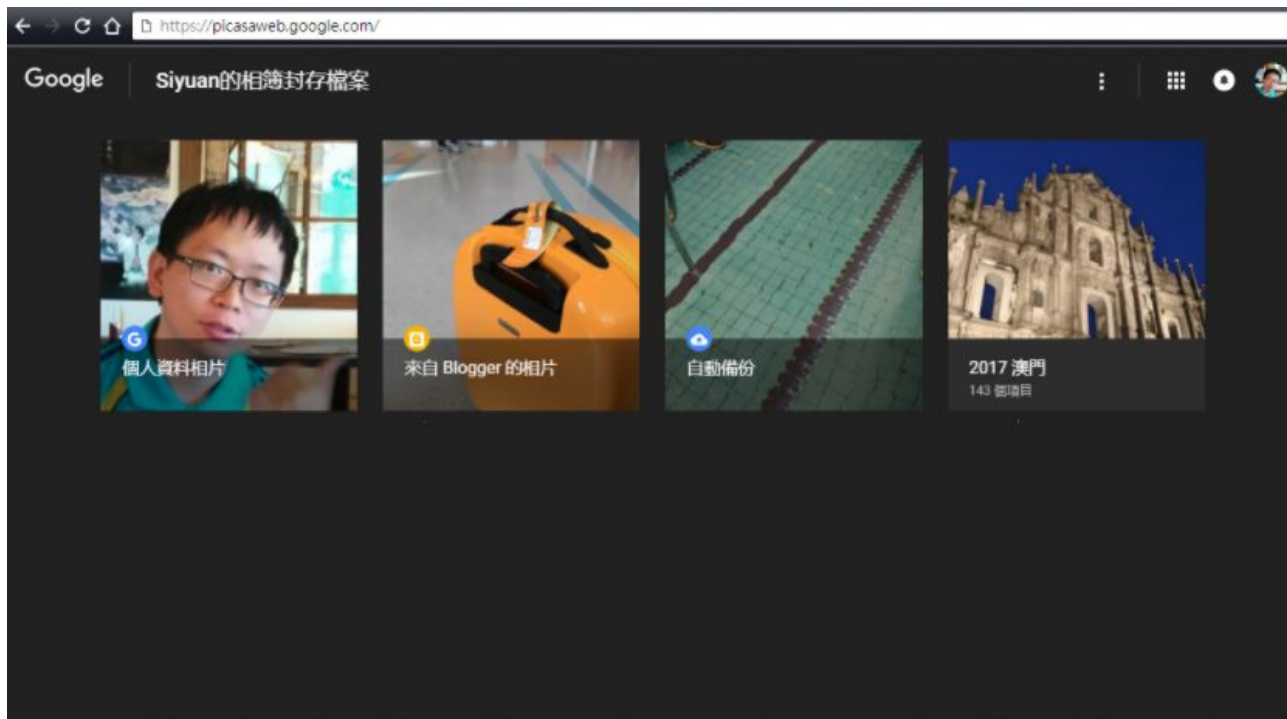 https://picasaweb.google.com/
Google
Siyuan的相簿封存檔案
個人資料相片
來自 Blogger 的相片
自動備份
2017 澳門
143 個項目